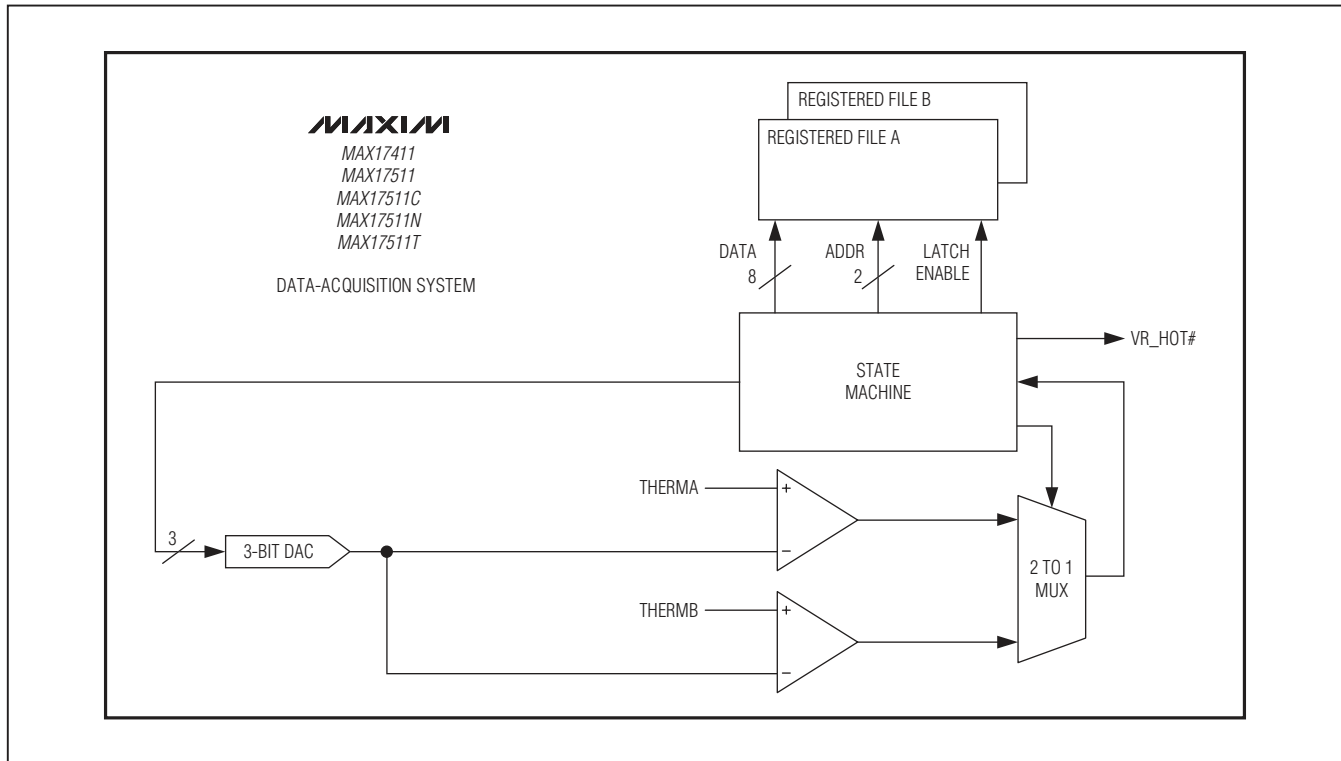 MAXIM
MAX17411
MAX17511
MAX17511C
MAX17511N
MAX17511T
DATA-ACQUISITION SYSTEM
REGISTERED FILE B
REGISTERED FILE A
DATA
8
ADDR
2
LATCH
ENABLE
STATE
MACHINE
VR_HOT#
THERMA
+
−
3
3-BIT DAC
THERMB
+
−
2 TO 1
MUX